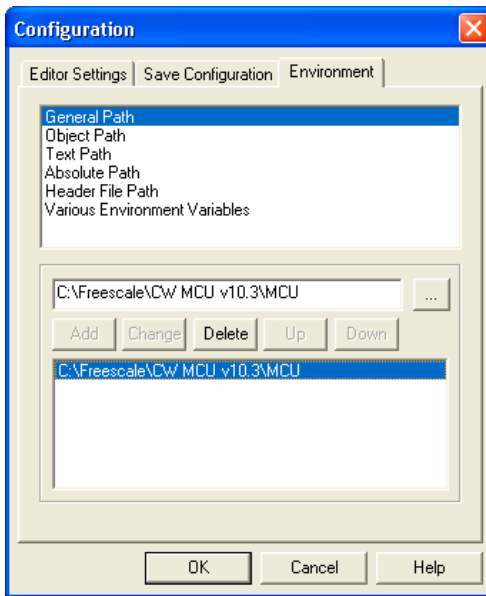 Configuration
Editor Settings Save Configuration Environment
General Path
Object Path
Text Path
Absolute Path
Header File Path
Various Environment Variables
C:\Freescale\CW MCU v10.3\MCU ...
Add Change Delete Up Down
C:\Freescale\CW MCU v10.3\MCU
OK Cancel Help